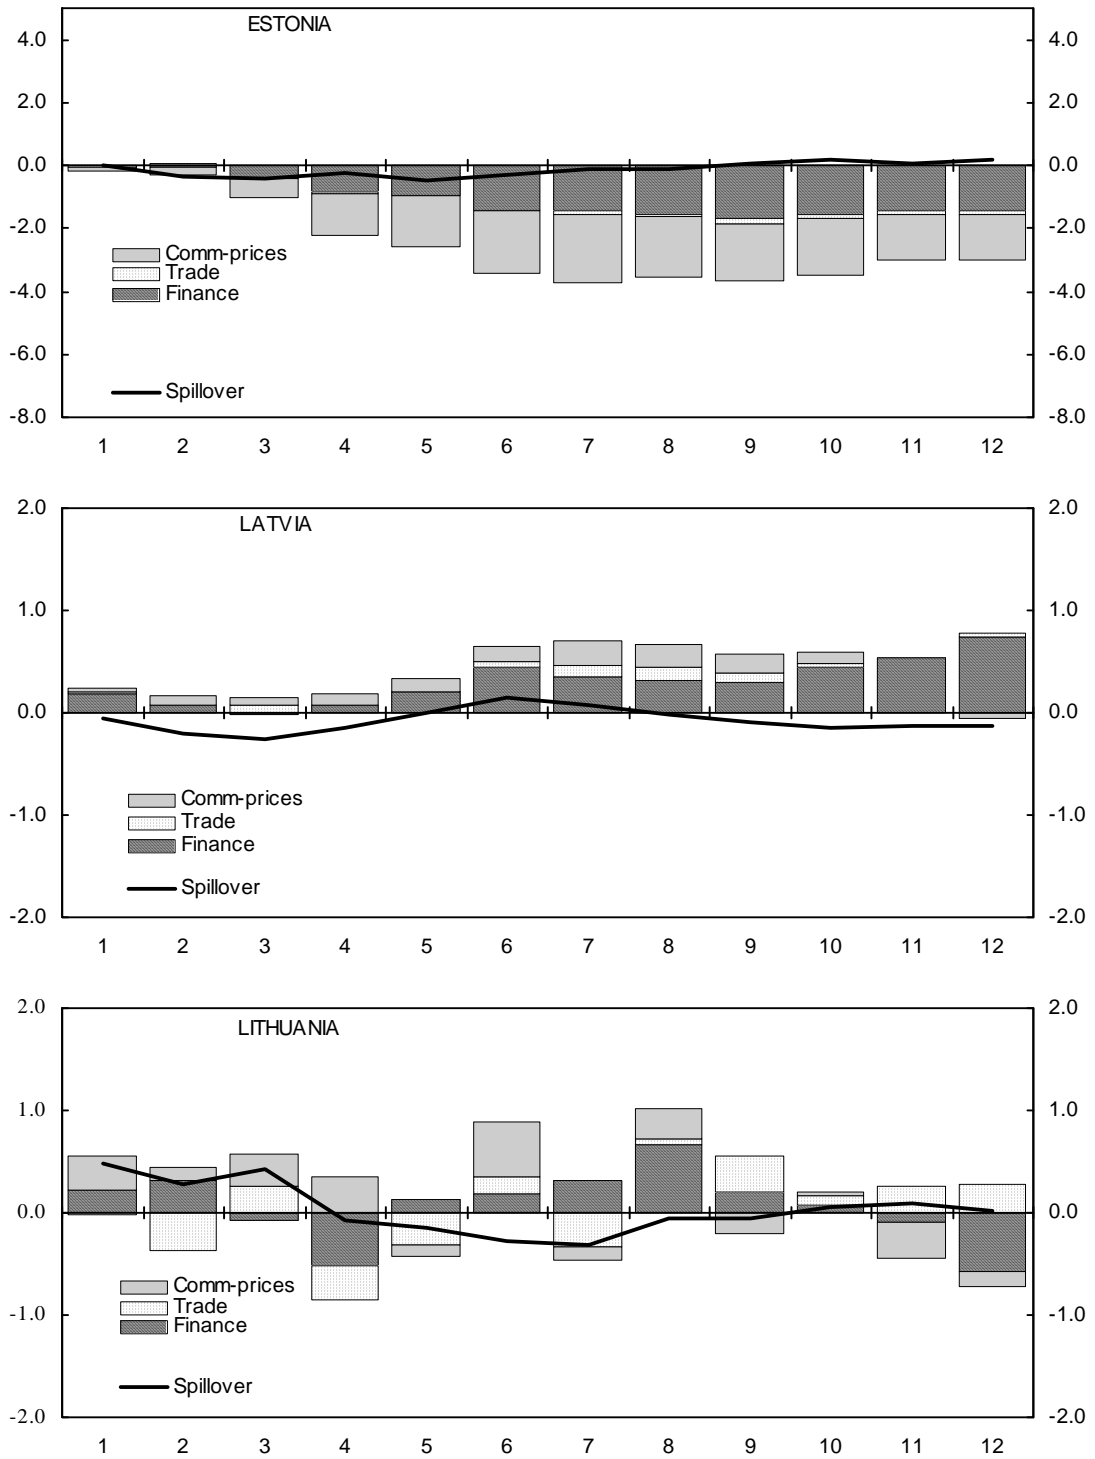 ESTONIA
4.0 4.0
2.0 2.0
0.0 0.0
-2.0 -2.0
Comm-prices
Trade
Finance
-4.0 -4.0
-6.0 -6.0
Spillover
-8.0 -8.0
1 2 3 4 5 6 7 8 9 10 11 12
2.0 2.0
LATVIA
1.0 1.0
0.0 0.0
Comm-prices
-1.0 -1.0
Trade
Finance
Spillover
-2.0 -2.0
1 2 3 4 5 6 7 8 9 10 11 12
2.0 2.0
LITHUANIA
1.0 1.0
0.0 0.0
Comm-prices
Trade
-1.0 -1.0
Finance
Spillover
-2.0 -2.0
1 2 3 4 5 6 7 8 9 10 11 12